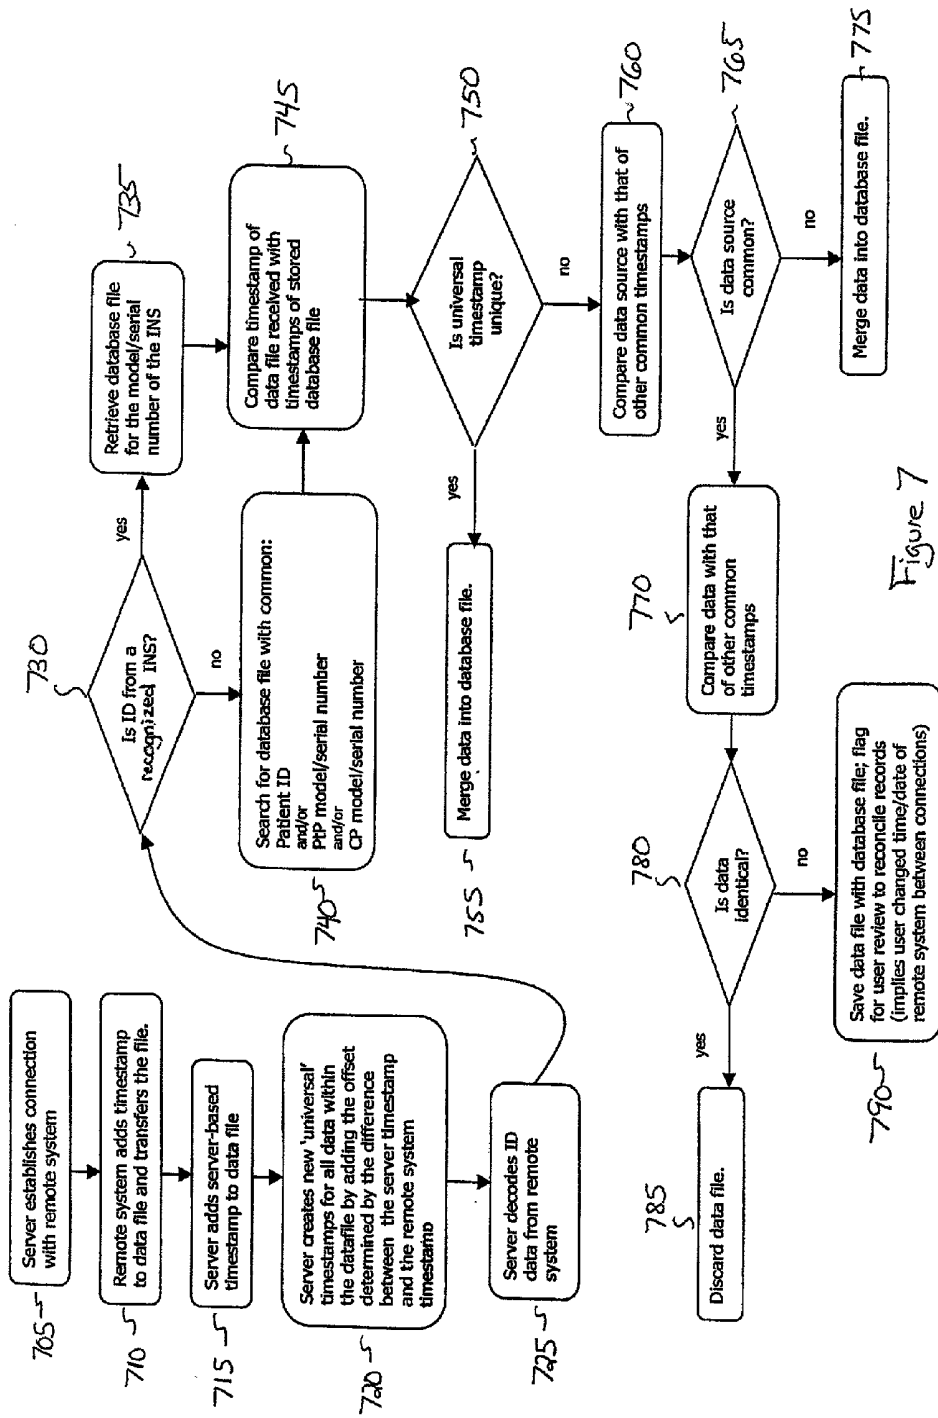 705
Server establishes connection
with remote system
710
Remote system adds timestamp
to data file and transfers the file.
715
Server adds server-based
timestamp to data file
720
Server creates new 'universal'
timestamps for all data within
the datafile by adding the offset
determined by the difference
between the server timestamp
and the remote system
timestamp
725
Server decodes ID
data from remote
system
730
Is ID from a
recognized INS?
yes
no
735
Retrieve database file
for the model/serial
number of the INS
740
Search for database file with common:
Patient ID
and/or
PtP model/serial number
and/or
CP model/serial number
745
Compare timestamp of
data file received with
timestamps of stored
database file
750
Is universal
timestamp
unique?
yes
no
755
Merge data into database file.
760
Compare data source with that of
other common timestamps
765
Is data source
common?
yes
no
770
Compare data with that
of other common
timestamps
775
Merge data into database file.
780
Is data
identical?
yes
no
785
Discard data file.
790
Save data file with database file; flag
for user review to reconcile records
(implies user changed time/date of
remote system between connections)
Figure 7